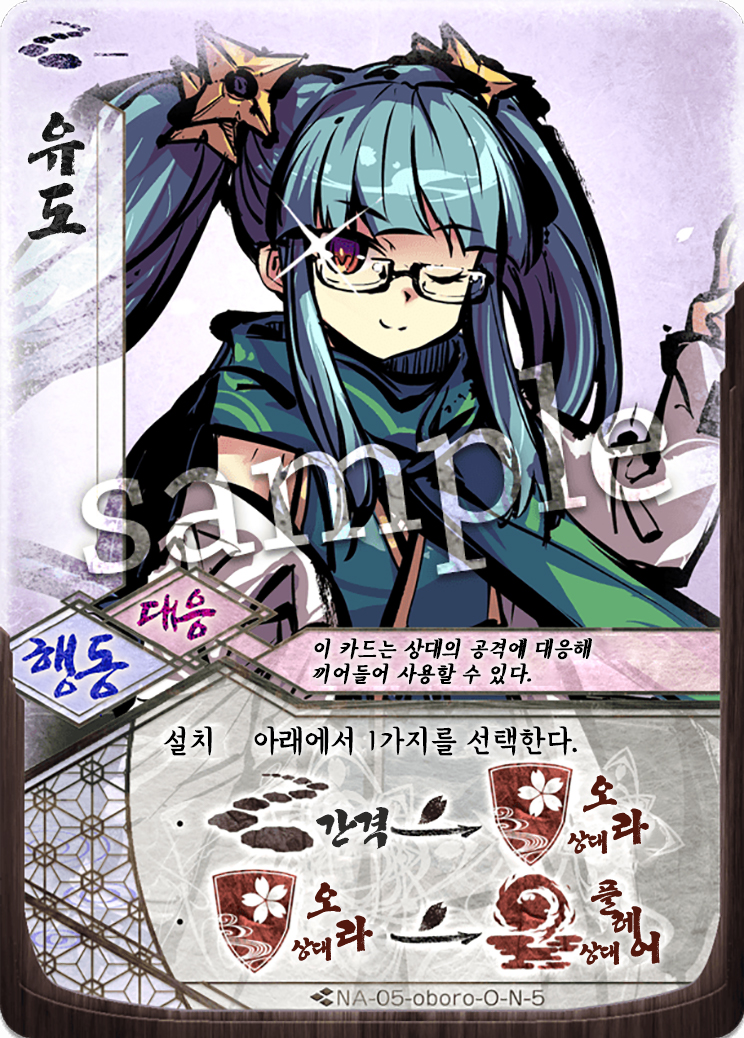 유도
sample
대응
행동
이 카드는 상대의 공격에 대응해
끼어들어 사용할 수 있다.
설치 아래에서 1가지를 선택한다.
· 간격 상대 오라
· 상대 오라 상대 플레어
NA-05-oboro-O-N-5